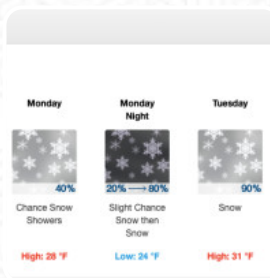 Monday
40%
Chance Snow
Showers
High: 28 °F
Monday
Night
20% → 80%
Slight Chance
Snow then
Snow
Low: 24 °F
Tuesday
90%
Snow
High: 31 °F